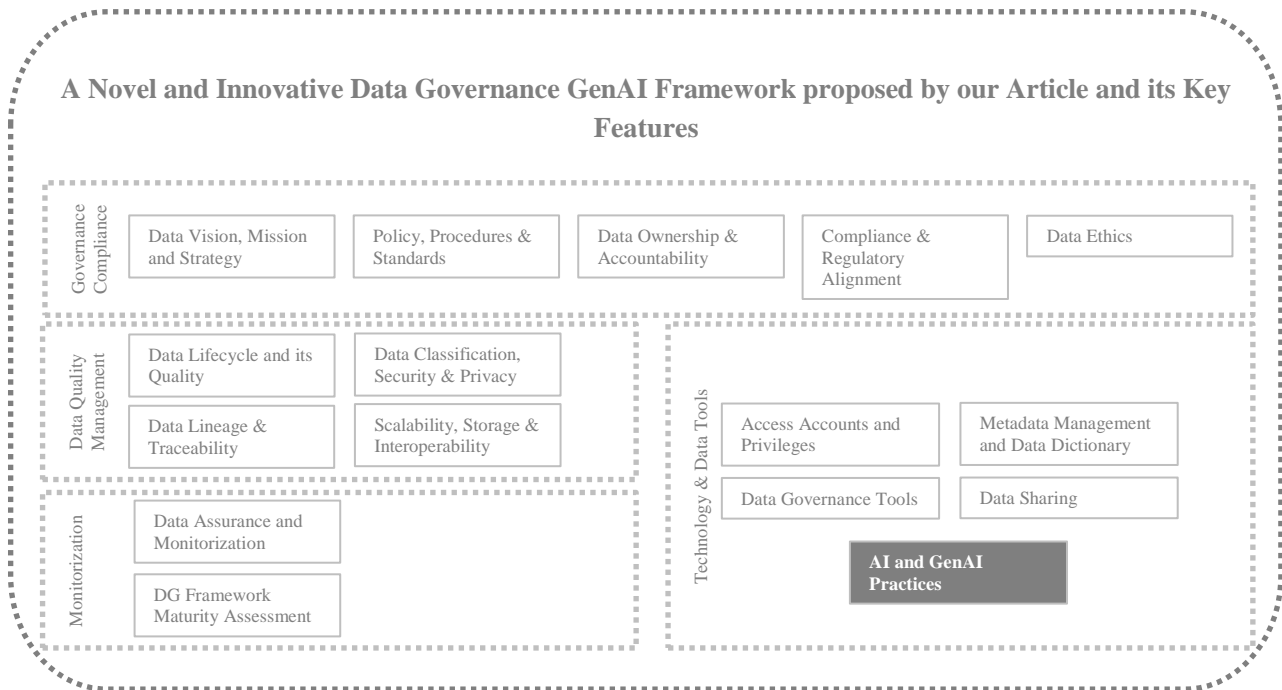 A Novel and Innovative Data Governance GenAI Framework proposed by our Article and its Key
Features
Governance
Compliance
Data Vision, Mission
and Strategy
Policy, Procedures &
Standards
Data Ownership &
Accountability
Compliance &
Regulatory
Alignment
Data Ethics
Data Quality
Management
Data Lifecycle and its
Quality
Data Classification,
Security & Privacy
Data Lineage &
Traceability
Scalability, Storage &
Interoperability
Monitorization
Data Assurance and
Monitorization
DG Framework
Maturity Assessment
Technology & Data Tools
Access Accounts and
Privileges
Metadata Management
and Data Dictionary
Data Governance Tools
Data Sharing
AI and GenAI
Practices